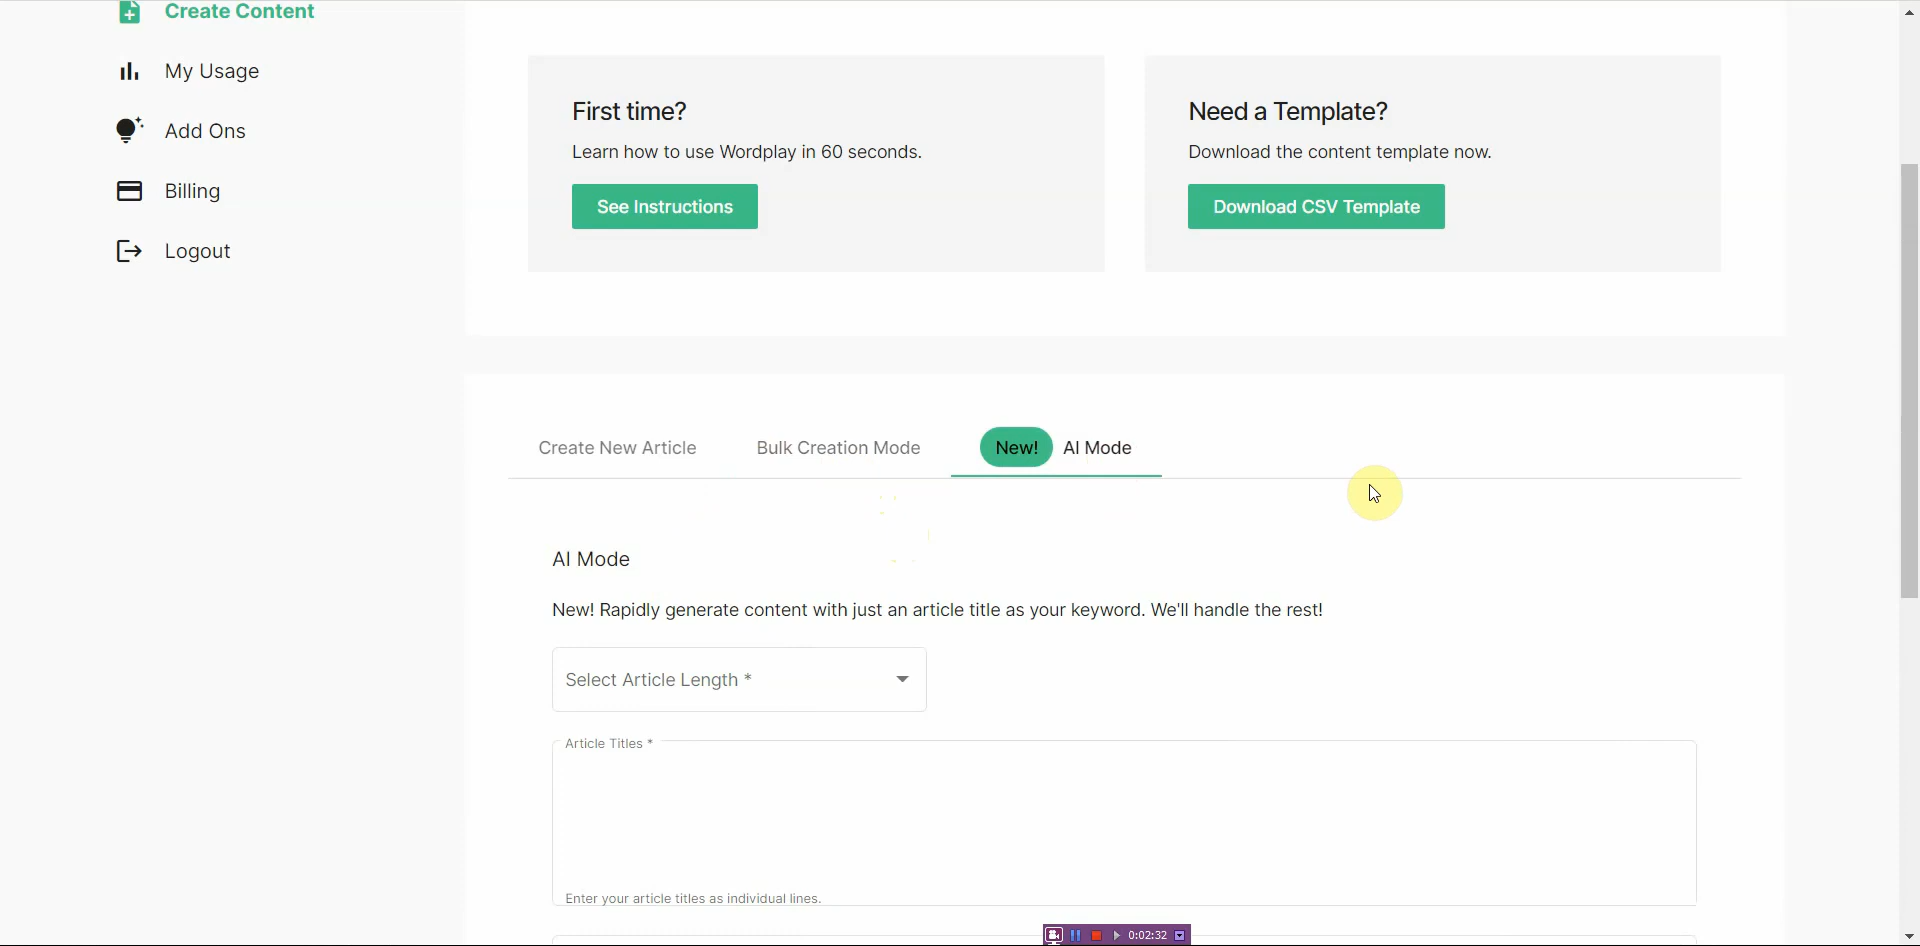 Create Content
My Usage
Add Ons
Billing
Logout
First time?
Learn how to use Wordplay in 60 seconds.
See Instructions
Need a Template?
Download the content template now.
Download CSV Template
Create New Article
Bulk Creation Mode
New! AI Mode
AI Mode
New! Rapidly generate content with just an article title as your keyword. We'll handle the rest!
Select Article Length *
Article Titles *
Enter your article titles as individual lines.
0:02:32